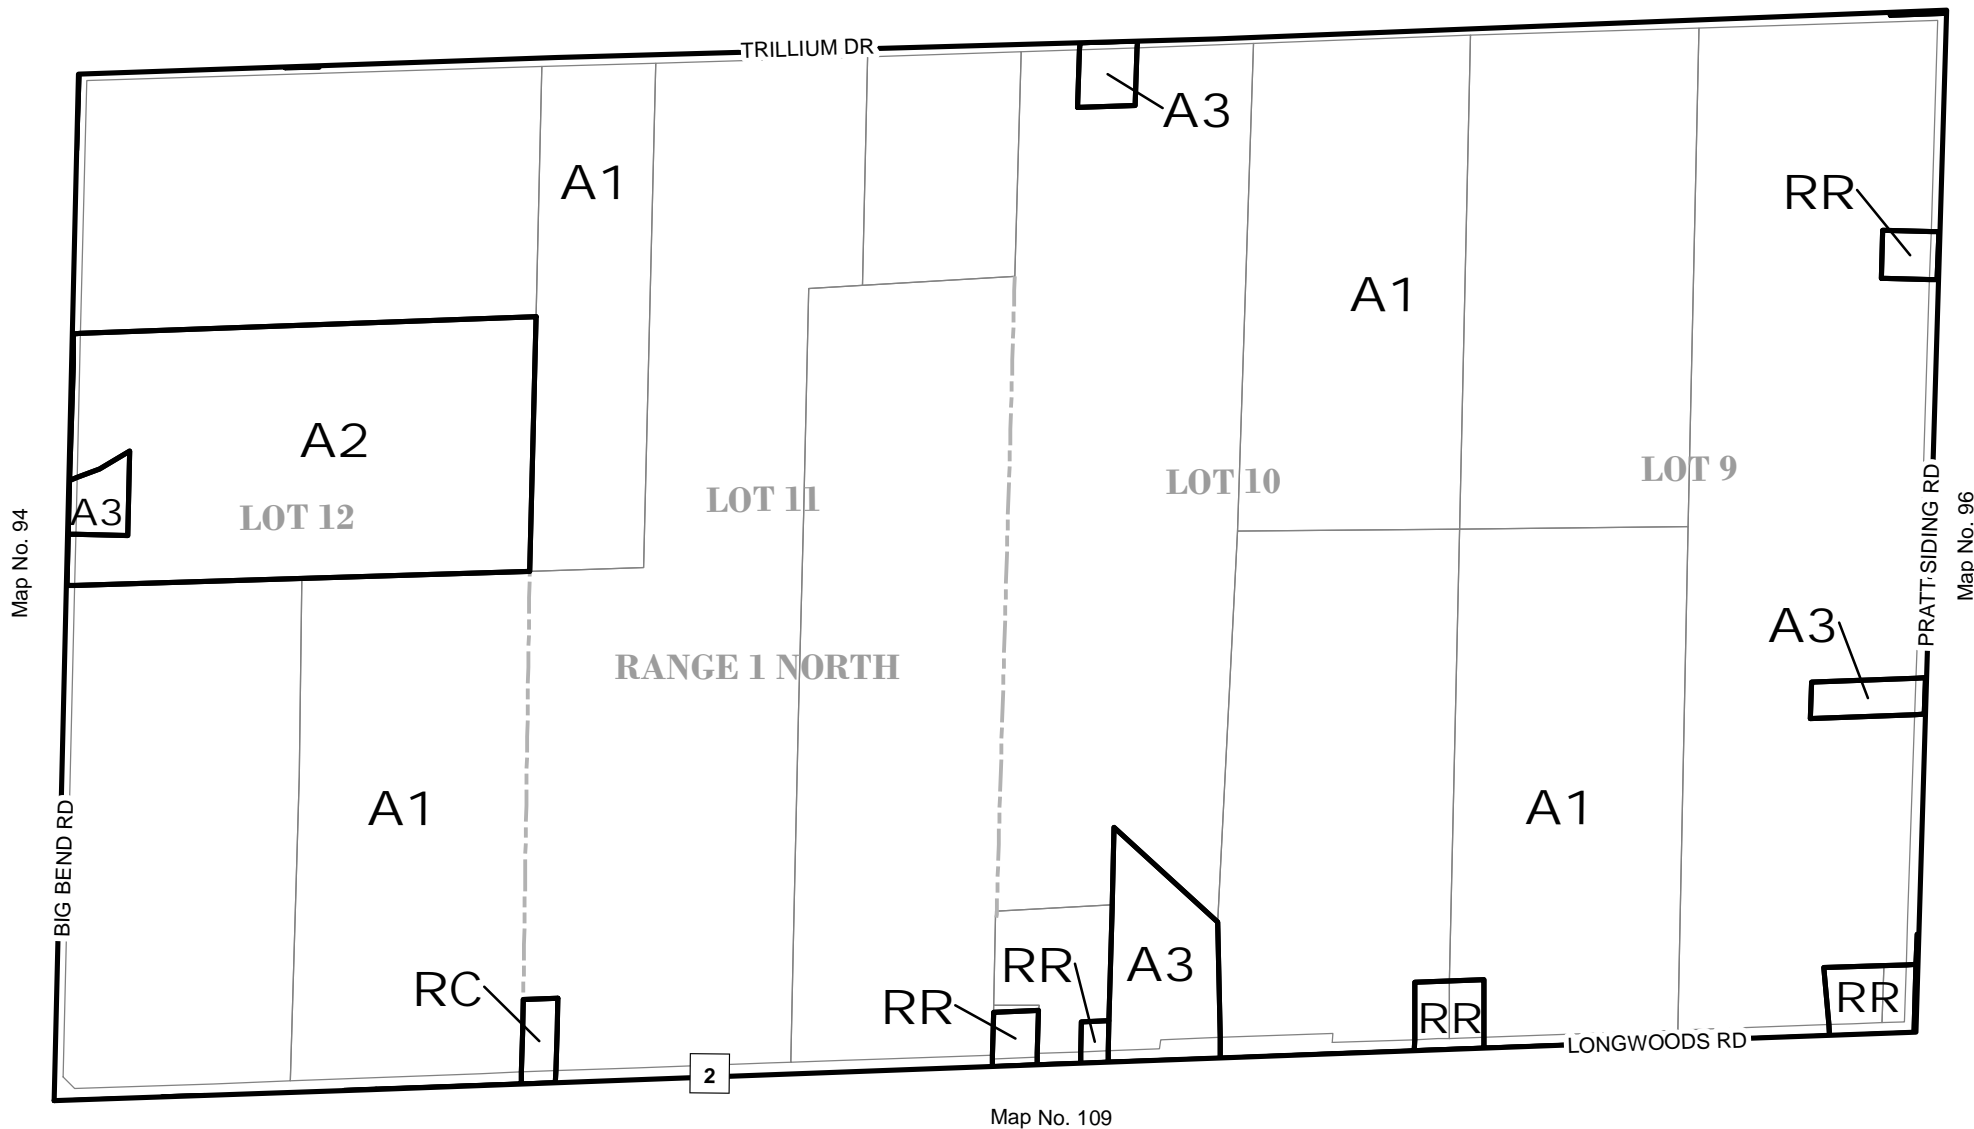 TRILLIUM DR
A3
A1
RR
A1
A2
LOT 9
LOT 10
LOT 11
A3
LOT 12
PRATT SIDING RD
Map No. 96
Map No. 94
A3
RANGE 1 NORTH
A1
A1
BIG BEND RD
RR
A3
RC
RR
RR
RR
LONGWOODS RD
2
Map No. 109